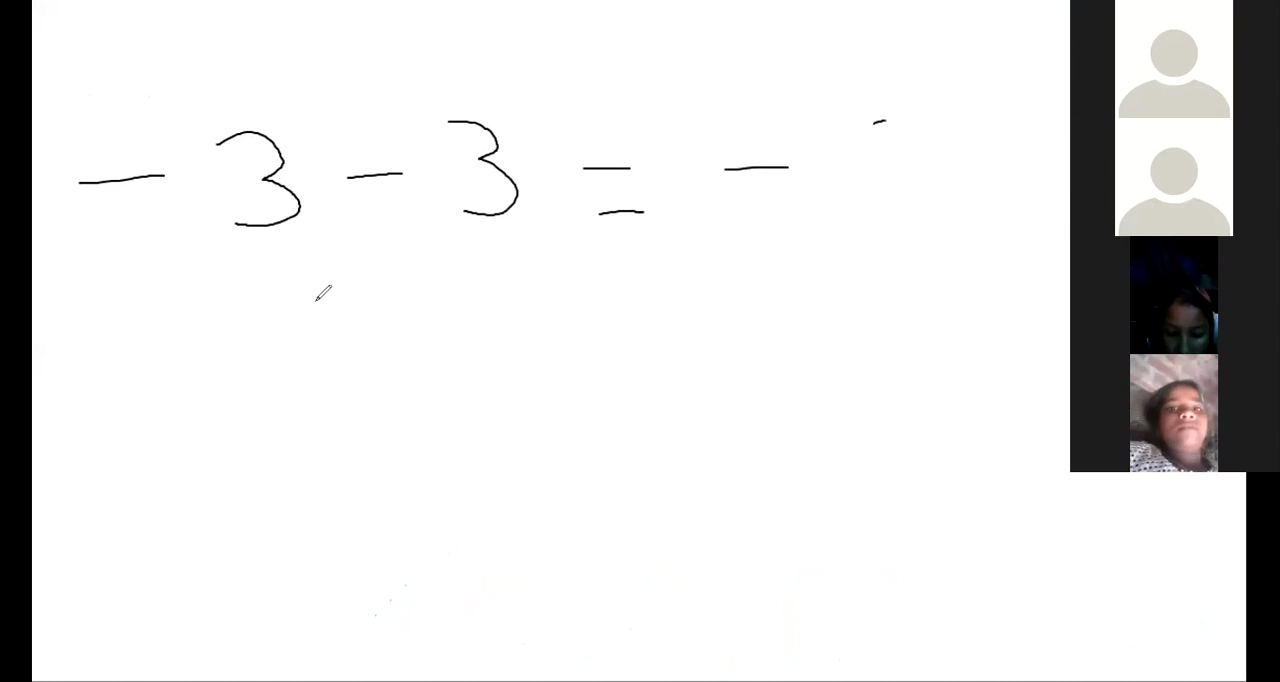 - 3 - 3 = -